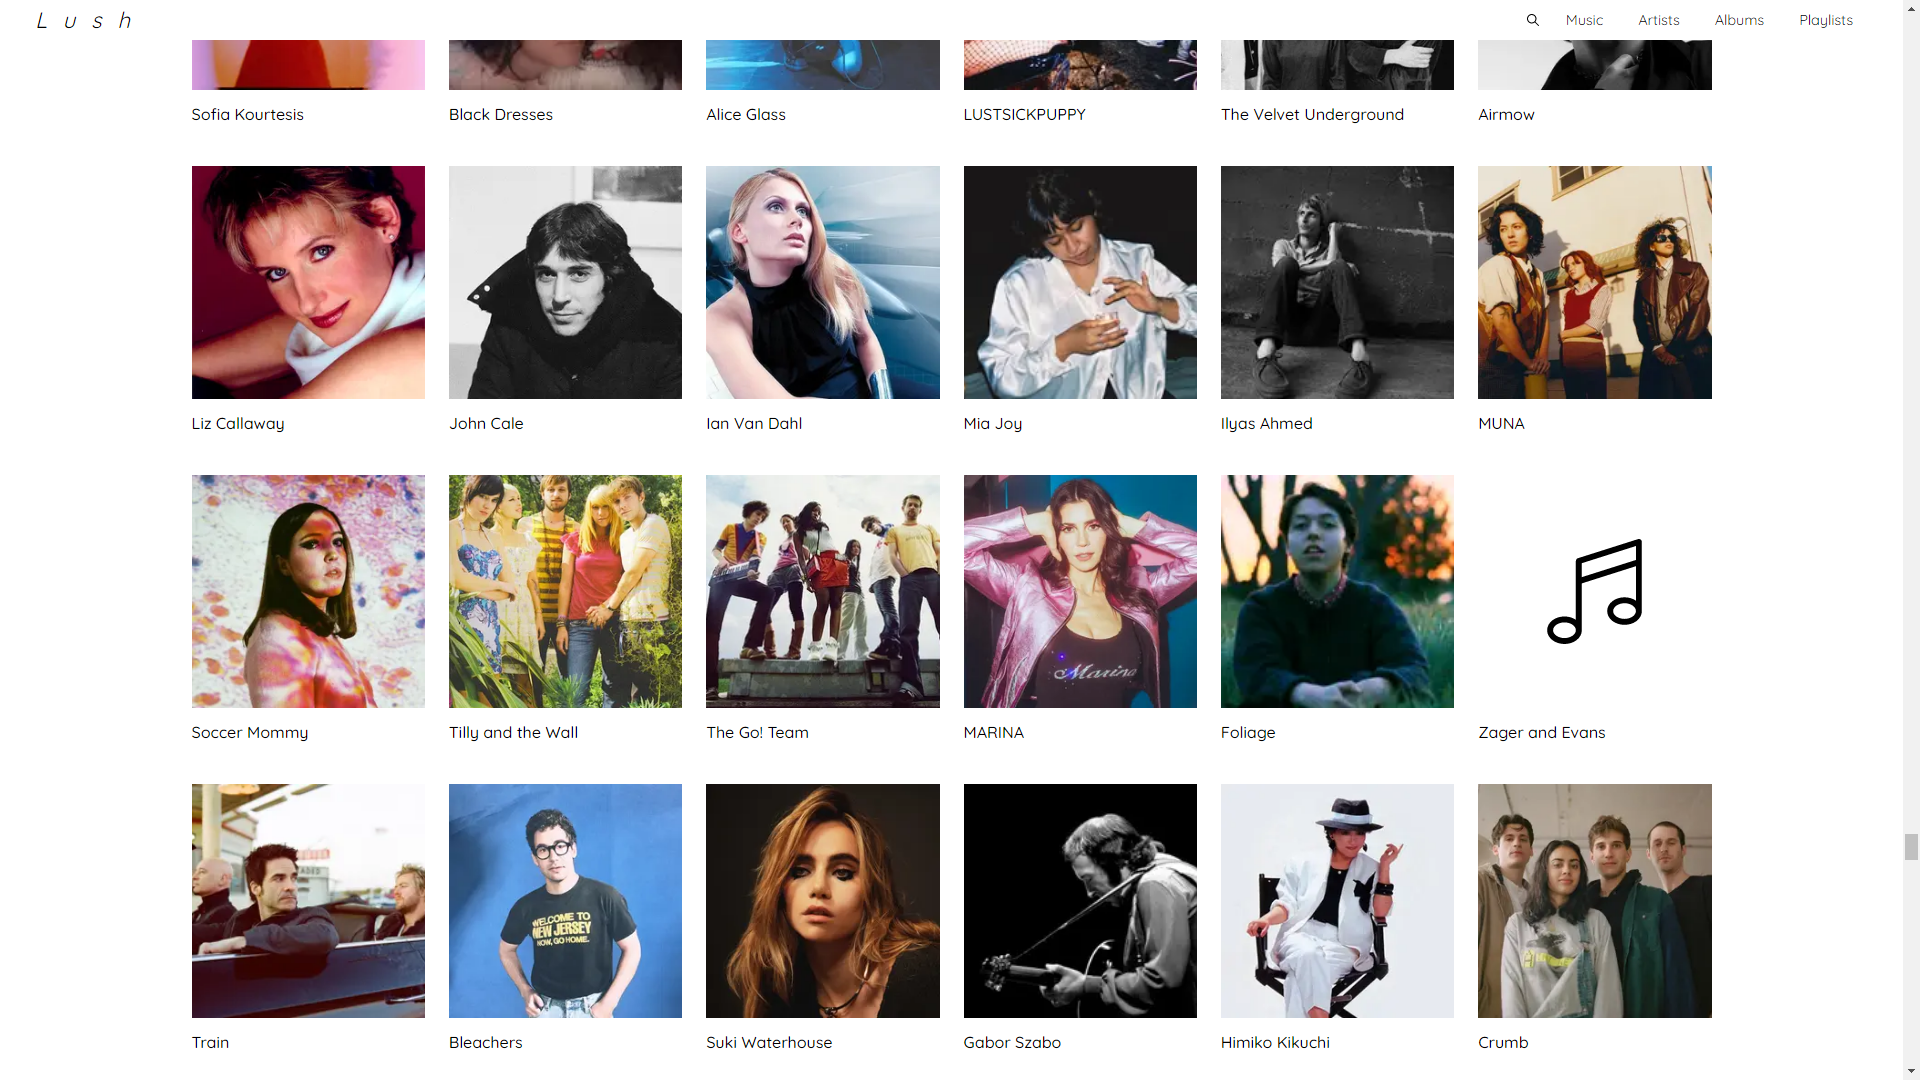 Lush
Music
Artists
Albums
Playlists
Sofia Kourtesis
Black Dresses
Alice Glass
LUSTSICKPUPPY
The Velvet Underground
Airmow
Liz Callaway
John Cale
Ian Van Dahl
Mia Joy
Ilyas Ahmed
MUNA
Marina
Soccer Mommy
Tilly and the Wall
The Go! Team
MARINA
Foliage
Zager and Evans
WELCOME TO
NEW JERSEY
NOW, GO HOME.
Train
Bleachers
Suki Waterhouse
Gabor Szabo
Himiko Kikuchi
Crumb